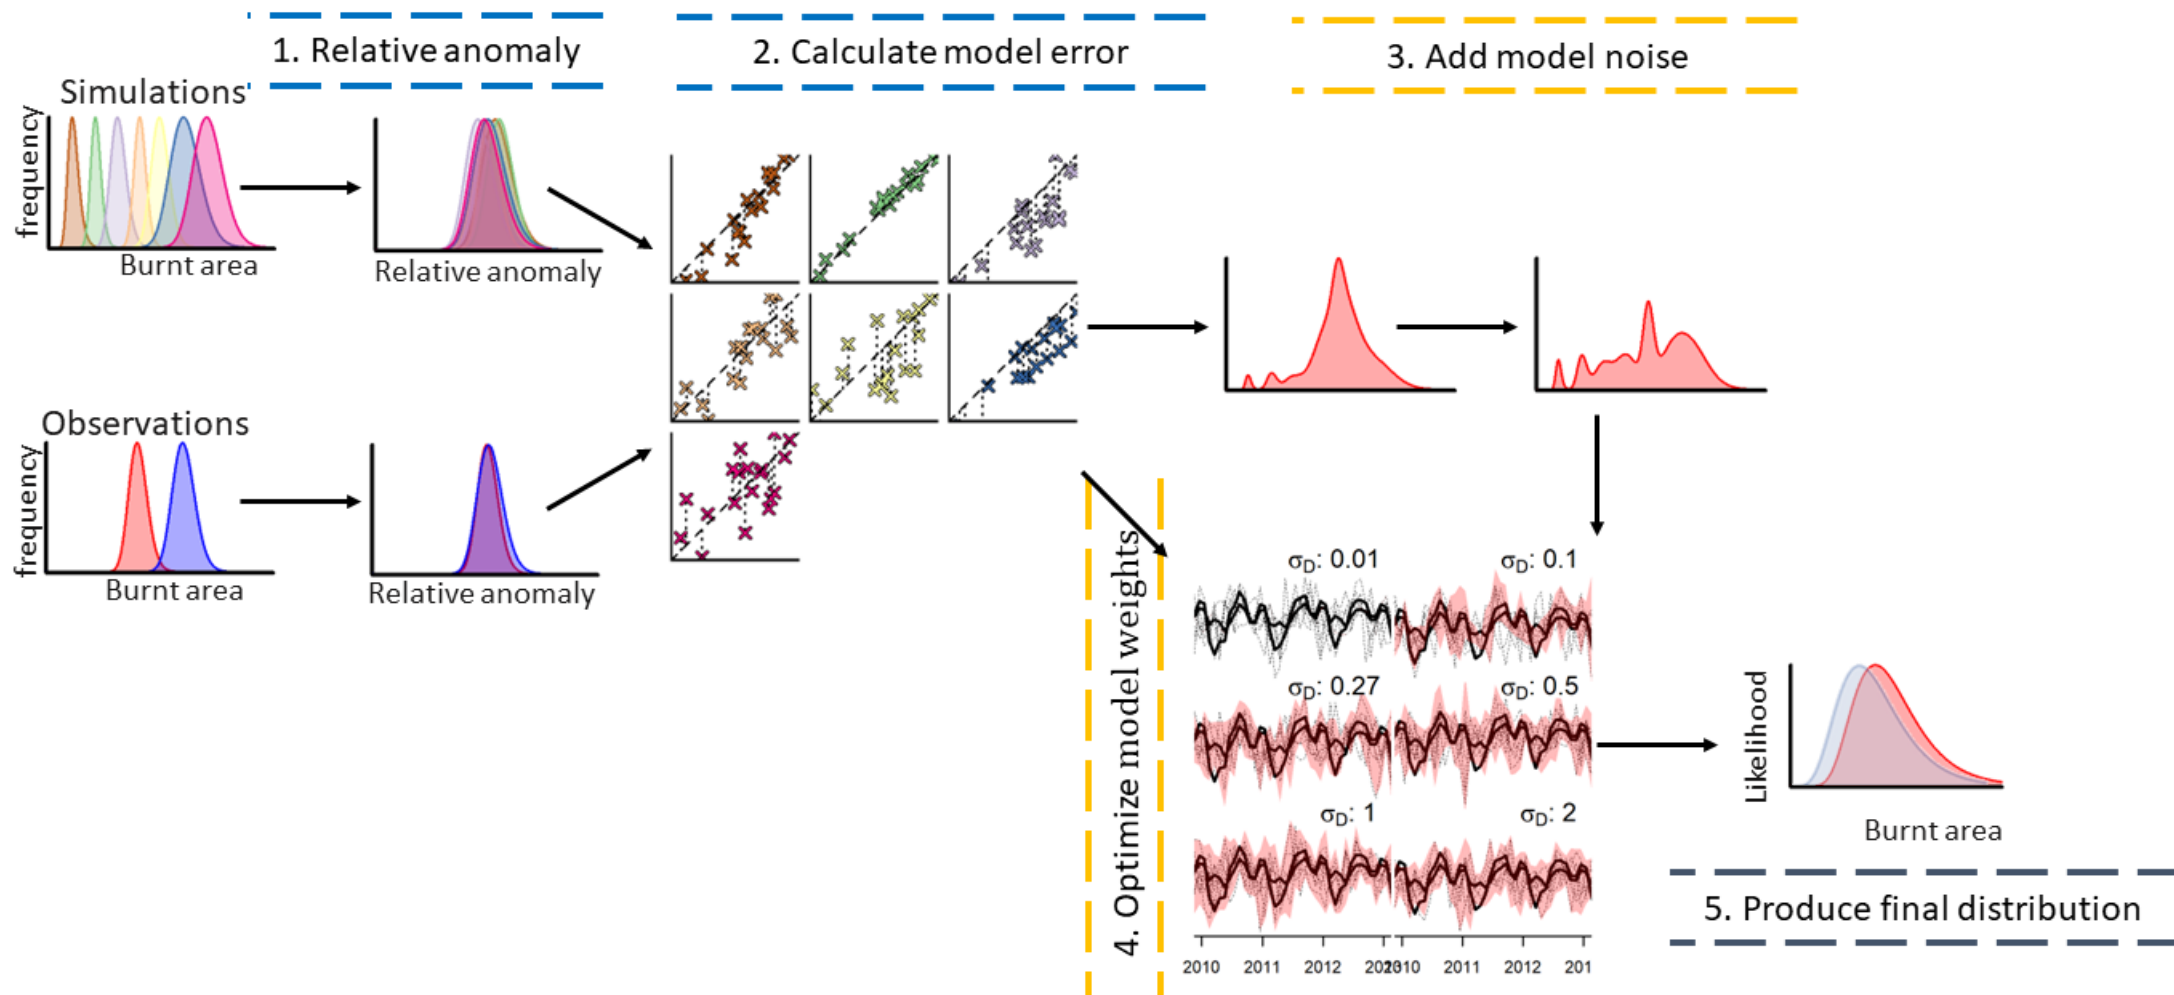 1. Relative anomaly
2. Calculate model error
3. Add model noise
Simulations
frequency
Burnt area
Relative anomaly
Observations
frequency
Burnt area
Relative anomaly
4. Optimize model weights
σD: 0.01
σD: 0.1
σD: 0.27
σD: 0.5
σD: 1
σD: 2
2010 2011 2012
2011 2012 201
Likelihood
Burnt area
5. Produce final distribution